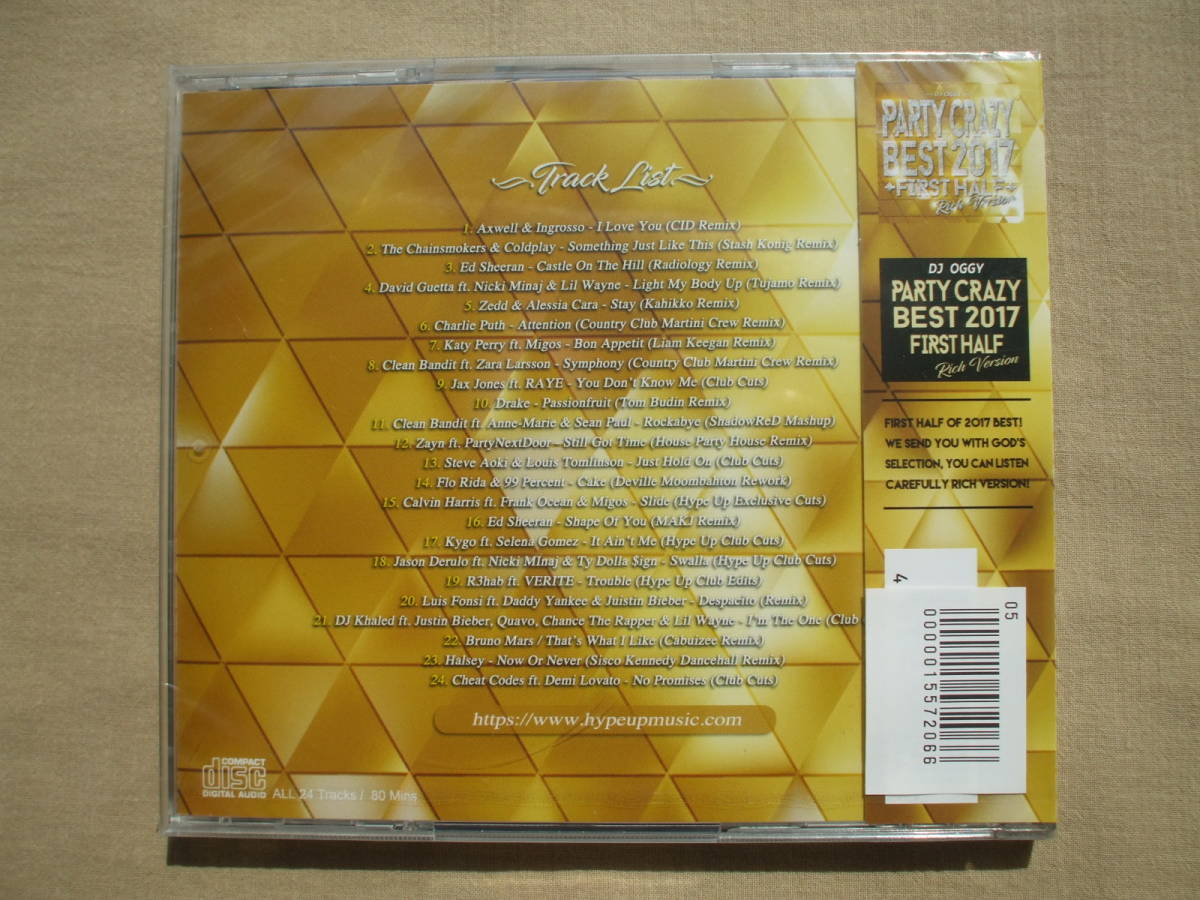 Track List
1. Axwell & Ingrosso - I Love You (CID Remix)
2. The Chainsmokers & Coldplay - Something Just Like This (Stash Konig Remix)
3. Ed Sheeran - Castle On The Hill (Radiology Remix)
4. David Guetta ft. Nicki Minaj & Lil Wayne - Light My Body Up (Tujamo Remix)
5. Zedd & Alessia Cara - Stay (Kahikko Remix)
6. Charlie Puth - Attention (Country Club Martini Crew Remix)
7. Katy Perry ft. Migos - Bon Appetit (Liam Keegan Remix)
8. Clean Bandit ft. Zara Larsson - Symphony (Country Club Martini Crew Remix)
9. Jax Jones ft. RAYE - You Don't Know Me (Club Cuts)
10. Drake - Passionfruit (Tom Budin Remix)
11. Clean Bandit ft. Anne-Marie & Sean Paul - Rockabye (ShadowReD Mashup)
12. Zayn ft. PartyNextDoor - Still Got Time (House Party House Remix)
13. Steve Aoki & Louis Tomlinson - Just Hold On (Club Cuts)
14. Flo Rida & 99 Percent - Cake (Deville Moombahton Rework)
15. Calvin Harris ft. Frank Ocean & Migos - Slide (Hype Up Exclusive Cuts)
16. Ed Sheeran - Shape Of You (MAKJ Remix)
17. Kygo ft. Selena Gomez - It Ain't Me (Hype Up Club Cuts)
18. Jason Derulo ft. Nicki MInaj & Ty Dolla $ign - Swalla (Hype Up Club Cuts)
19. R3hab ft. VERITE - Trouble (Hype Up Club Edits)
20. Luis Fonsi ft. Daddy Yankee & Juistin Bieber - Despacito (Remix)
21. DJ Khaled ft. Justin Bieber, Quavo, Chance The Rapper & Lil Wayne - I'm The One (Club
22. Bruno Mars / That's What I Like (Cabuizee Remix)
23. Halsey - Now Or Never (Sisco Kennedy Dancehall Remix)
24. Cheat Codes ft. Demi Lovato - No Promises (Club Cuts)
https://www.hypeupmusic.com
COMPACT
disc
DIGITAL AUDIO
ALL 24 Tracks / 80 Mins
DJ OGGY
PARTY CRAZY
BEST 2017
FIRST HALF
Rich Version
DJ OGGY
PARTY CRAZY
BEST 2017
FIRST HALF
Rich Version
FIRST HALF OF 2017 BEST!
WE SEND YOU WITH GOD'S
SELECTION, YOU CAN LISTEN
CAREFULLY RICH VERSION!
4
05
0000015572066